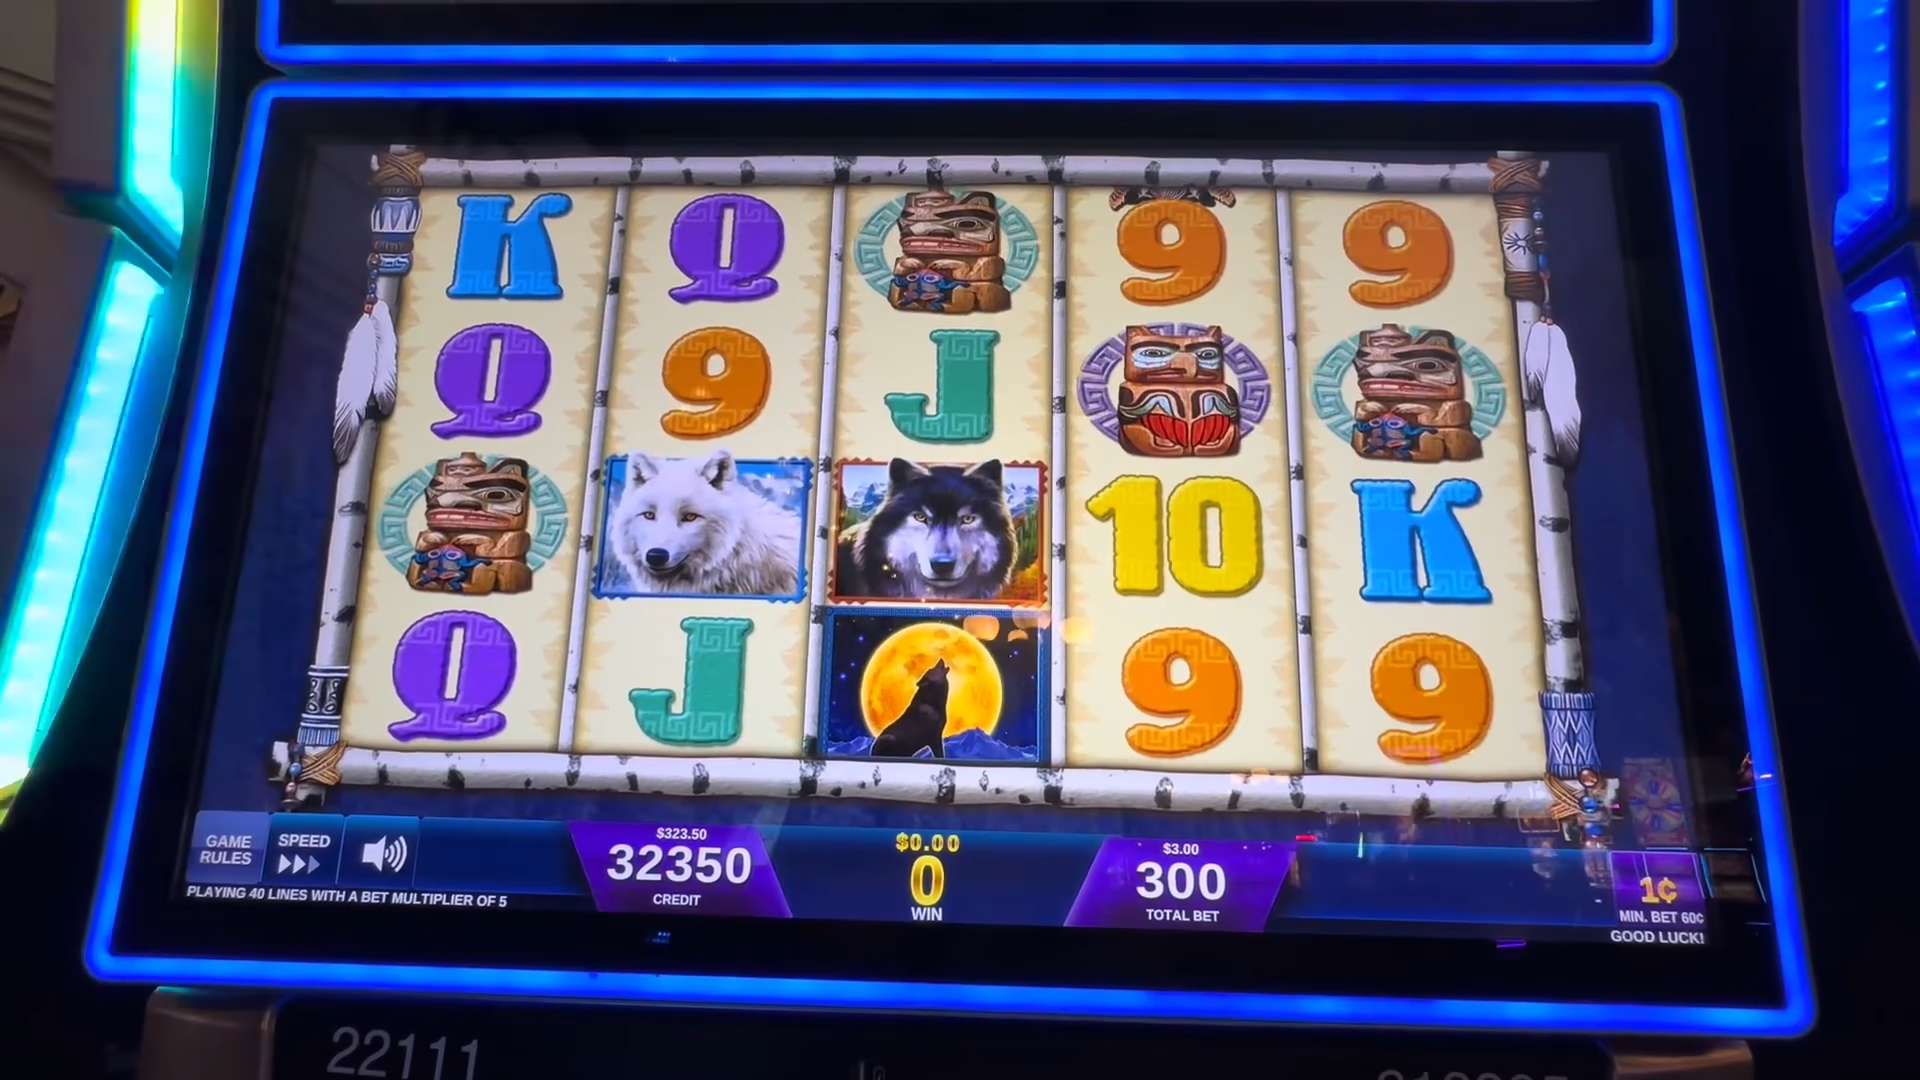 K Q 9 9
Q 9 J
10 K
Q J 9 9
GAME RULES
SPEED
$323.50
32350
CREDIT
$0.00
0
WIN
$3.00
300
TOTAL BET
1¢
MIN. BET 60¢
PLAYING 40 LINES WITH A BET MULTIPLIER OF 5
GOOD LUCK!
22111